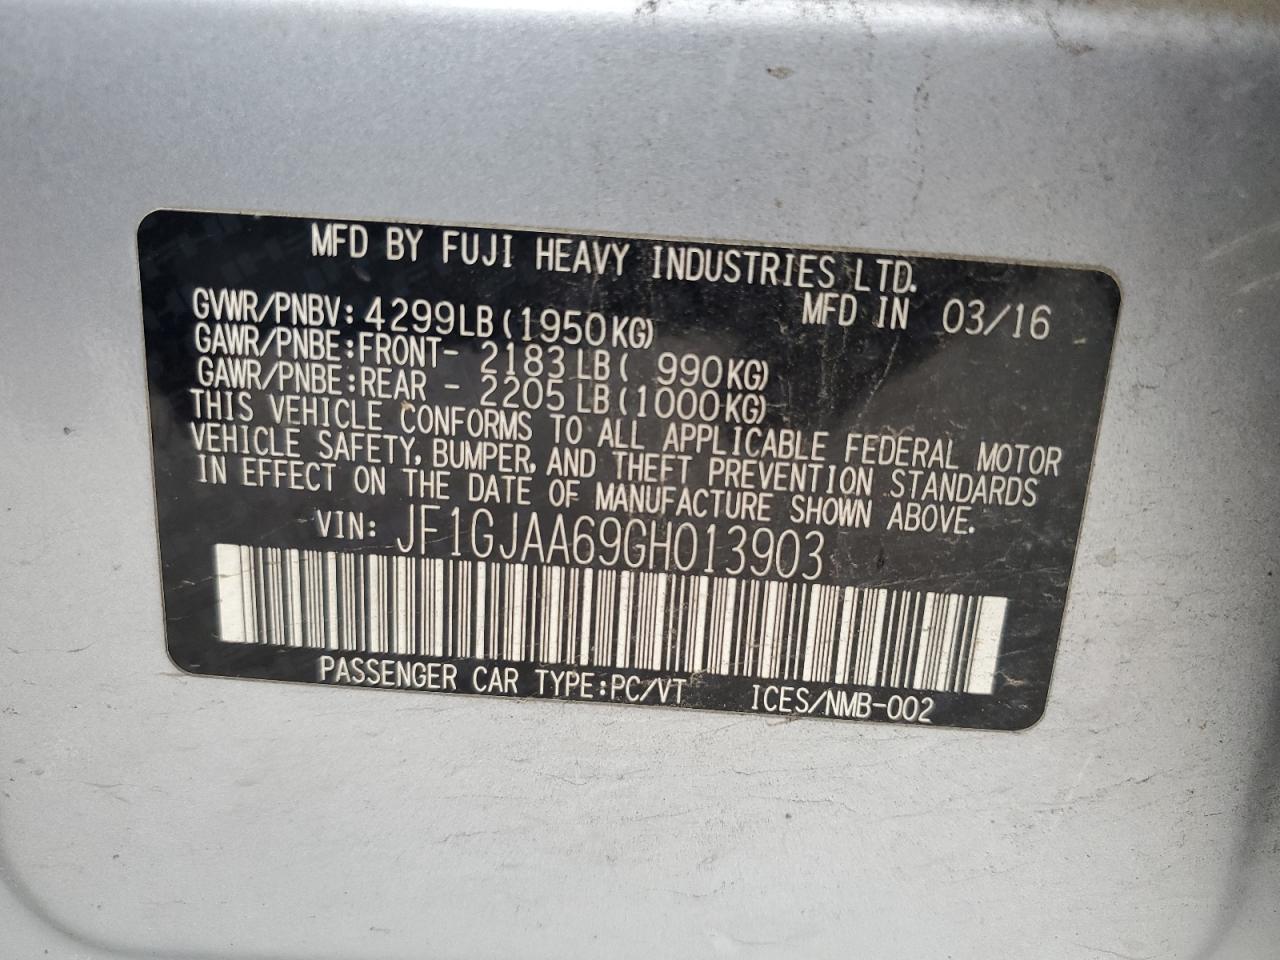 MFD BY FUJI HEAVY INDUSTRIES LTD.
MFD IN 03/16
GVWR/PNBV: 4299LB (1950KG)
GAWR/PNBE:FRONT- 2183LB( 990KG)
GAWR/PNBE:REAR - 2205LB(1000KG)
THIS VEHICLE CONFORMS TO ALL APPLICABLE FEDERAL MOTOR
VEHICLE SAFETY, BUMPER, AND THEFT PREVENTION STANDARDS
IN EFFECT ON THE DATE OF MANUFACTURE SHOWN ABOVE.
VIN: JF1GJAA69GH013903
PASSENGER CAR TYPE:PC/VT ICES/NMB-002